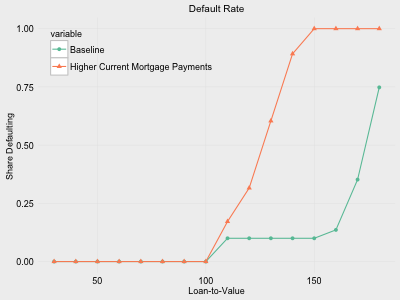 Default Rate
1.00
0.75
0.50
0.25
0.00
Share Defaulting
variable
Baseline
Higher Current Mortgage Payments
50
100
150
Loan-to-Value